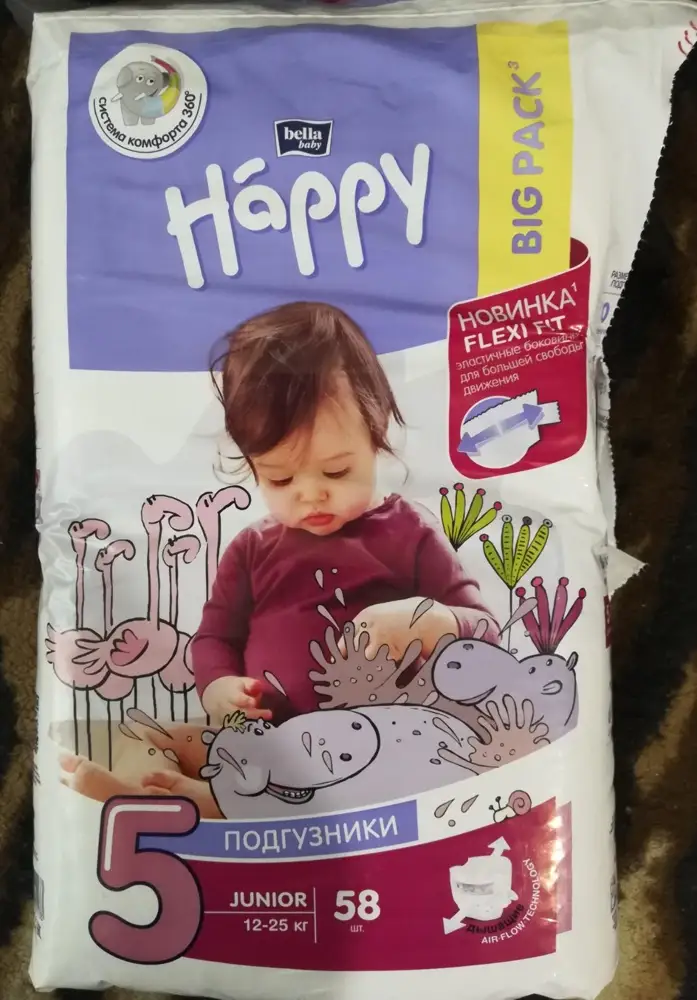 система комфорта 360°
bella
baby
Háppy
BIG PACK³
НОВИНКА¹
FLEXI FIT
эластичные боковинки
для большей свободы
движения
5
ПОДГУЗНИКИ
JUNIOR
12-25 КГ
58
ШТ.
дышащие
AIR-FLOW TECHNOLOGY